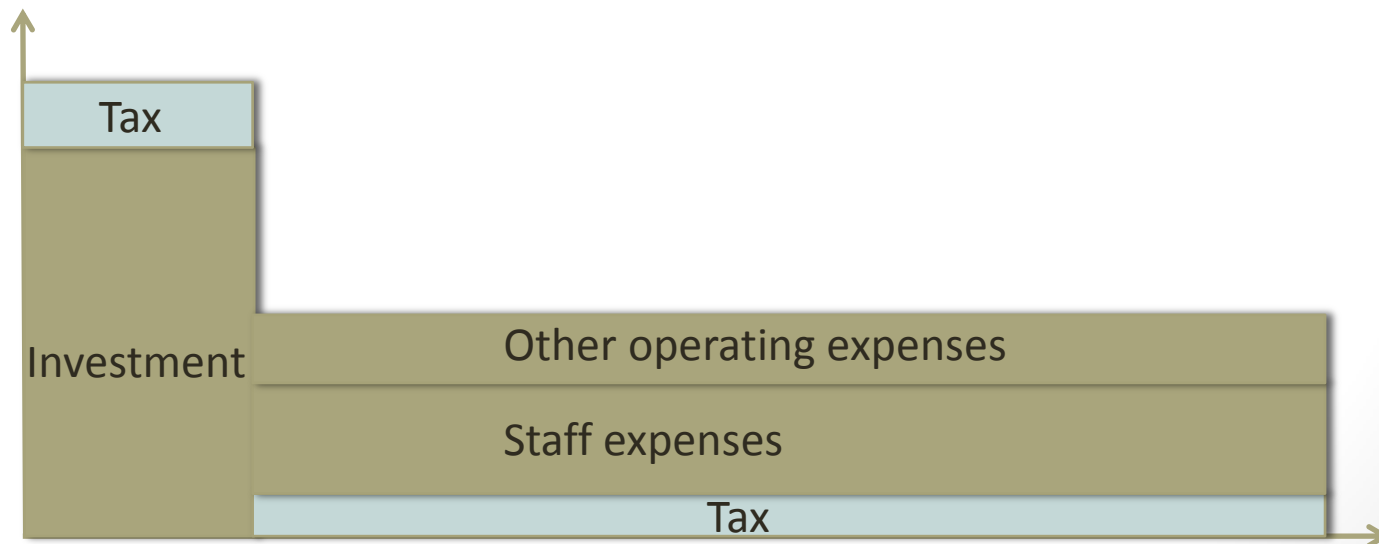 Tax
Investment
Other operating expenses
Staff expenses
Tax